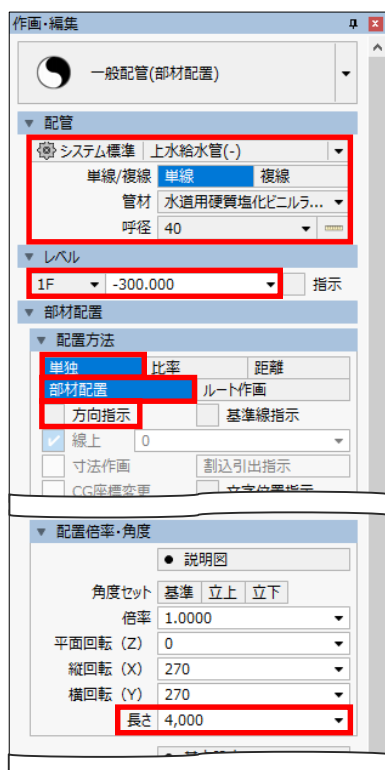 作画・編集
一般配管(部材配置)
配管
システム標準 上水給水管(-)
単線/複線 単線 複線
管材 水道用硬質塩化ビニルラ...
呼径 40
レベル
1F -300.000 指示
部材配置
配置方法
単独 比率 距離
部材配置 ルート作画
方向指示 基準線指示
線上 0
寸法作画 割込引出指示
CG座標変更 文字位置指示
配置倍率・角度
● 説明図
角度セット 基準 立上 立下
倍率 1.0000
平面回転 (Z) 0
縦回転 (X) 270
横回転 (Y) 270
長さ 4,000